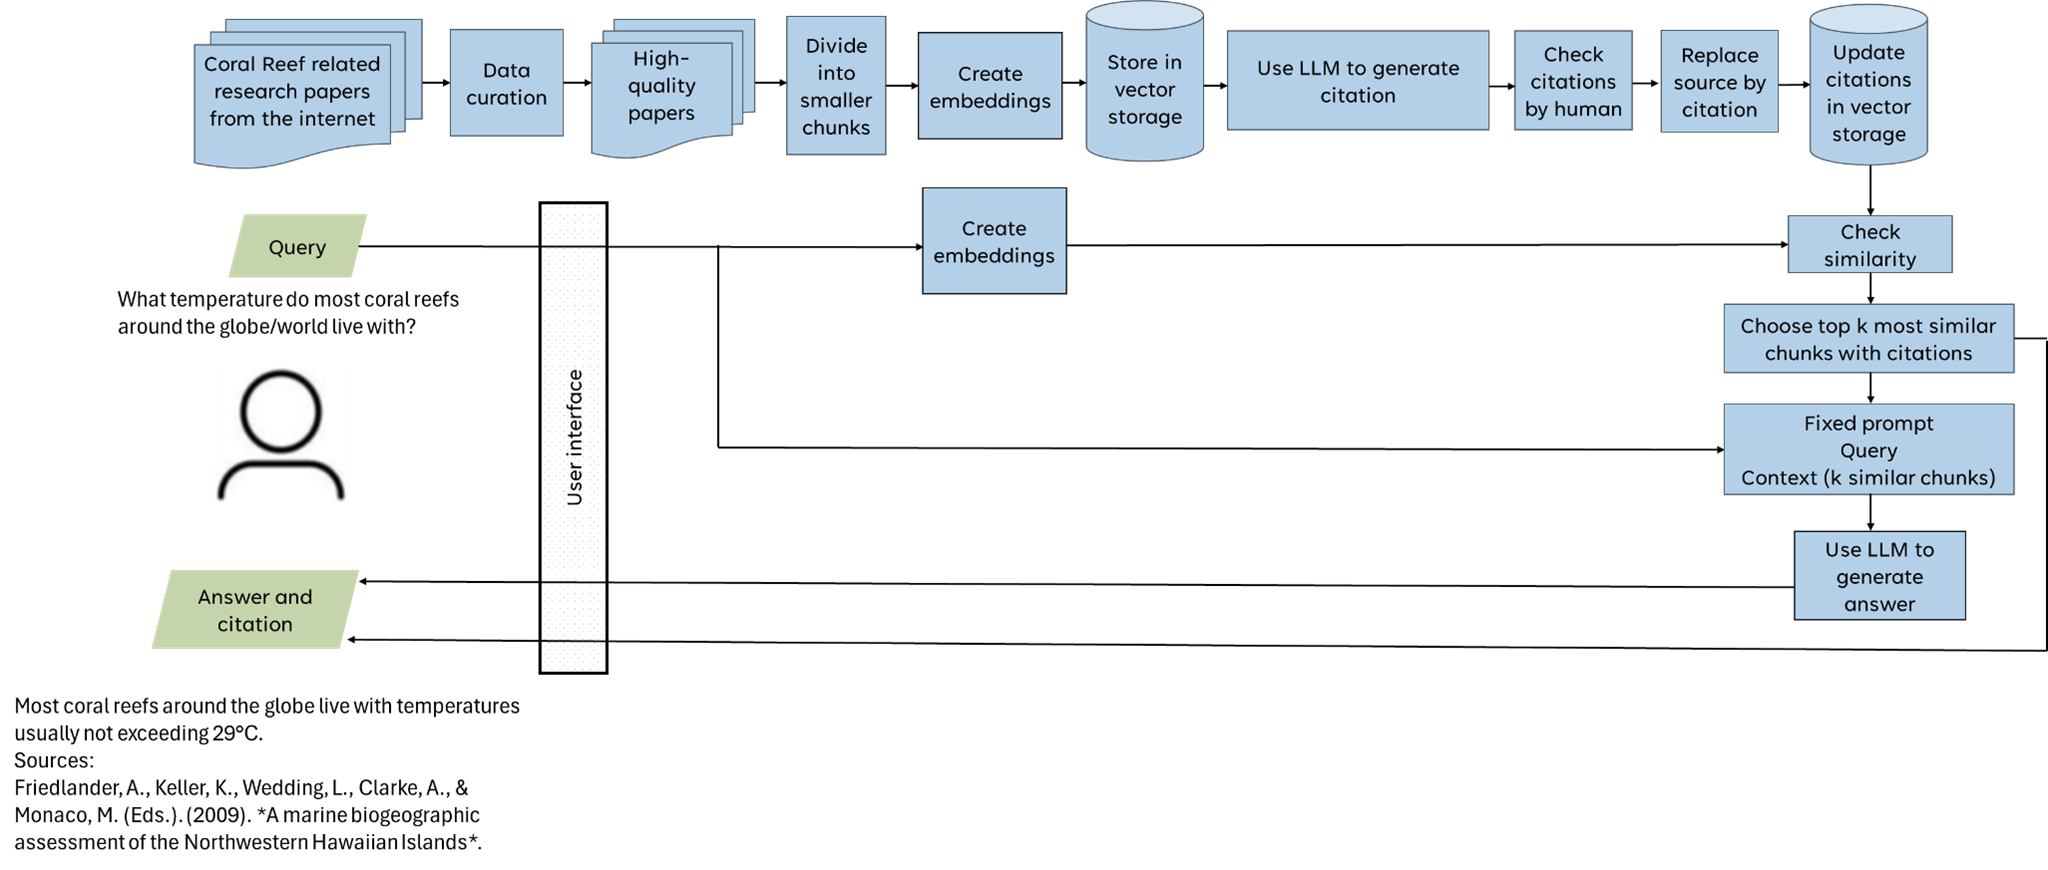 Coral Reef related
research papers
from the internet
Data
curation
High-
quality
papers
Divide
into
smaller
chunks
Create
embeddings
Store in
vector
storage
Use LLM to generate
citation
Check
citations
by human
Replace
source by
citation
Update
citations
in vector
storage
Query
What temperature do most coral reefs
around the globe/world live with?
User interface
Create
embeddings
Check
similarity
Choose top k most similar
chunks with citations
Fixed prompt
Query
Context (k similar chunks)
Use LLM to
generate
answer
Answer and
citation
Most coral reefs around the globe live with temperatures
usually not exceeding 29°C.
Sources:
Friedlander, A., Keller, K., Wedding, L., Clarke, A., &
Monaco, M. (Eds.). (2009). *A marine biogeographic
assessment of the Northwestern Hawaiian Islands*.